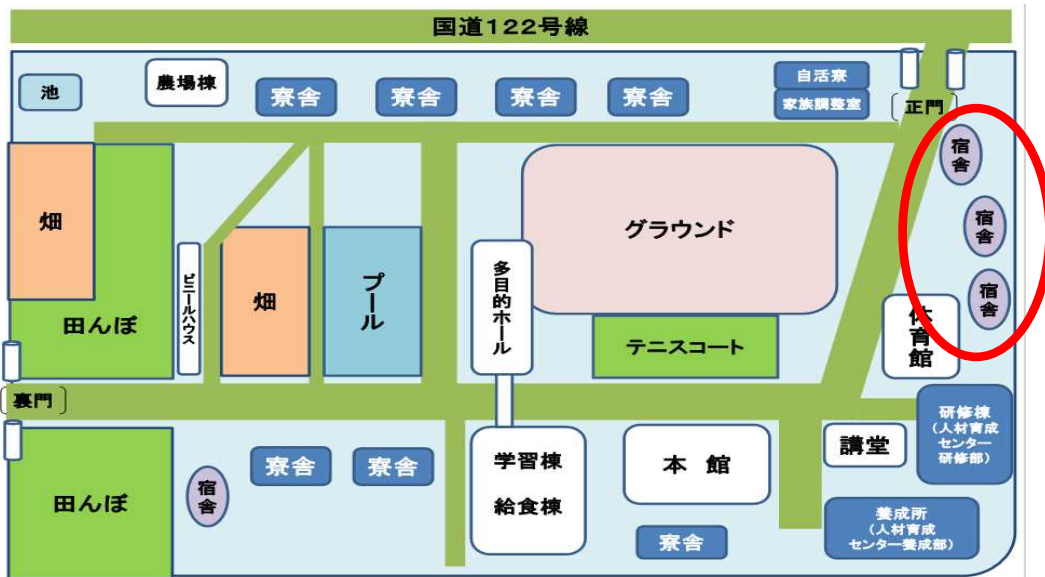 国道122号線
池
農場棟
寮舎
寮舎
寮舎
寮舎
自活寮
家族調整室
正門
宿舎
宿舎
宿舎
畑
田んぼ
ビニールハウス
畑
プール
多目的ホール
グラウンド
テニスコート
体育館
裏門
田んぼ
宿舎
寮舎
寮舎
学習棟
給食棟
本館
寮舎
講堂
研修棟
(人材育成
センター
研修部)
養成所
(人材育成
センター養成部)